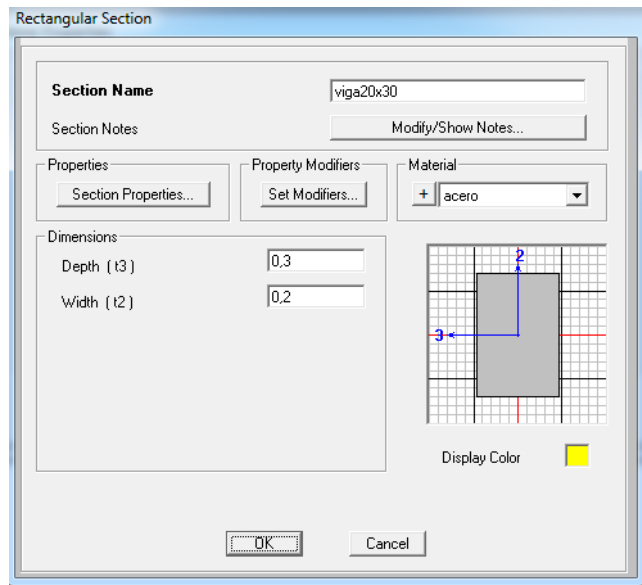 Rectangular Section
Section Name viga20x30
Section Notes Modify/Show Notes...
Properties Property Modifiers Material
Section Properties... Set Modifiers... + acero
Dimensions
Depth ( t3 ) 0,3
Width ( t2 ) 0,2
2
3
Display Color
OK Cancel